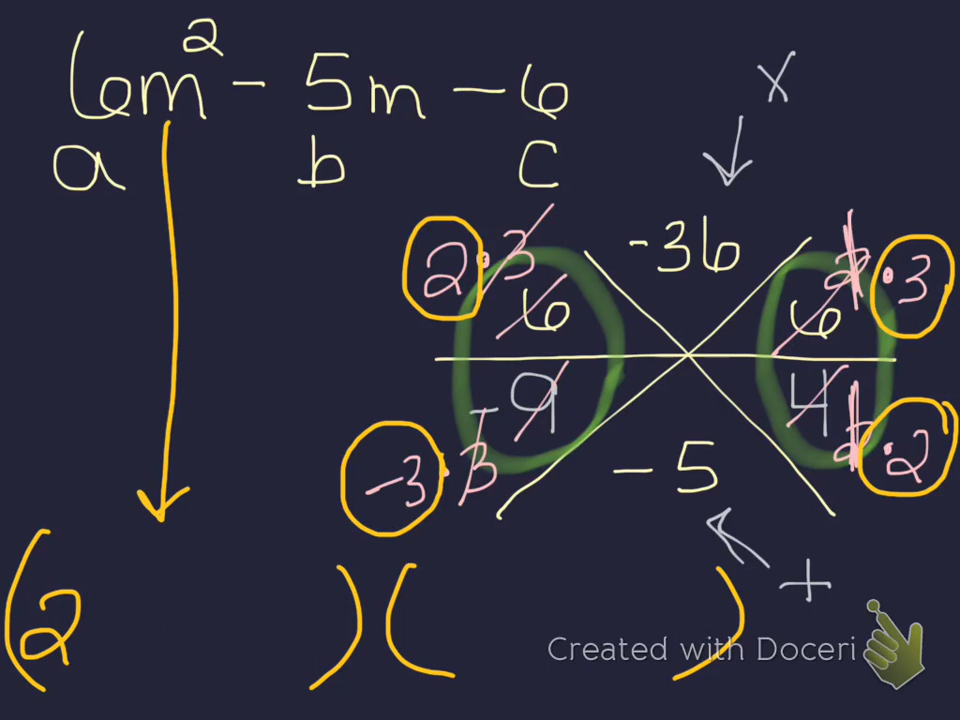 6m² - 5m - 6
a b c
x
-36
2 · 3 2 · 3
6 6
-9 4
-3 · 3 2 · 2
-5
+
(2 )( )
Created with Doceri